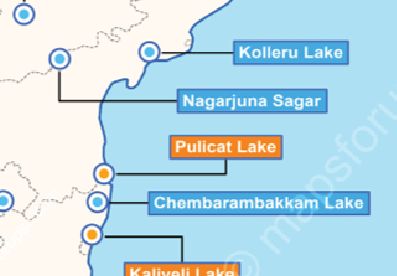 Kolleru Lake
Nagarjuna Sagar
Pulicat Lake
Chembarambakkam Lake
Kaliveli Lake